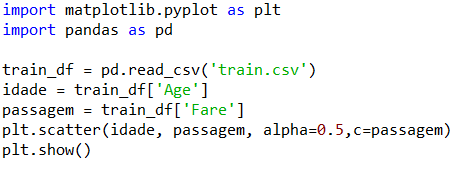 import matplotlib.pyplot as plt
import pandas as pd
train_df = pd.read_csv('train.csv')
idade = train_df['Age']
passagem = train_df['Fare']
plt.scatter(idade, passagem, alpha=0.5,c=passagem)
plt.show()